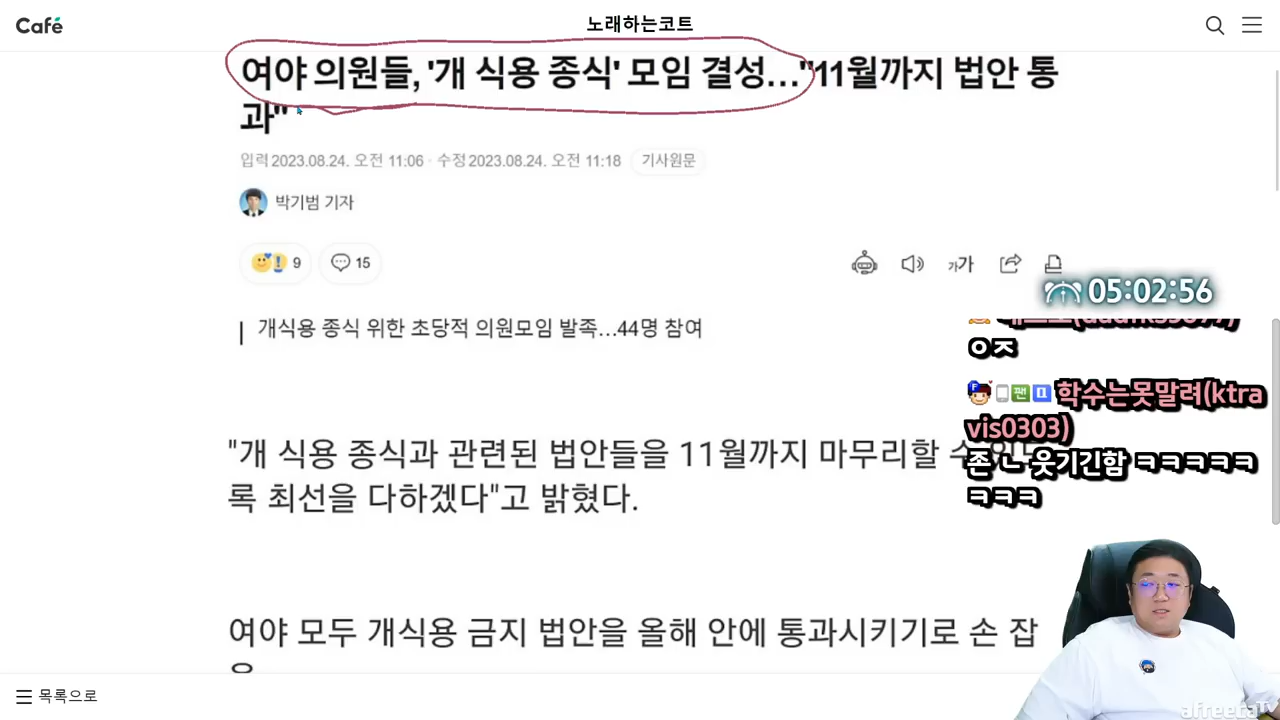 Café
노래하는코트
여야 의원들, '개 식용 종식' 모임 결성…"11월까지 법안 통
과"
입력 2023.08.24. 오전 11:06 · 수정 2023.08.24. 오전 11:18 기사원문
박기범 기자
9 15
가가
05:02:56
개식용 종식 위한 초당적 의원모임 발족…44명 참여
ㅇㅈ
팬 학수는못말려(ktra
vis0303)
존 ㄴ 웃기긴함 ㅋㅋㅋㅋㅋ
ㅋㅋㅋ
"개 식용 종식과 관련된 법안들을 11월까지 마무리할 수
록 최선을 다하겠다"고 밝혔다.
여야 모두 개식용 금지 법안을 올해 안에 통과시키기로 손 잡
목록으로
afreecaTV